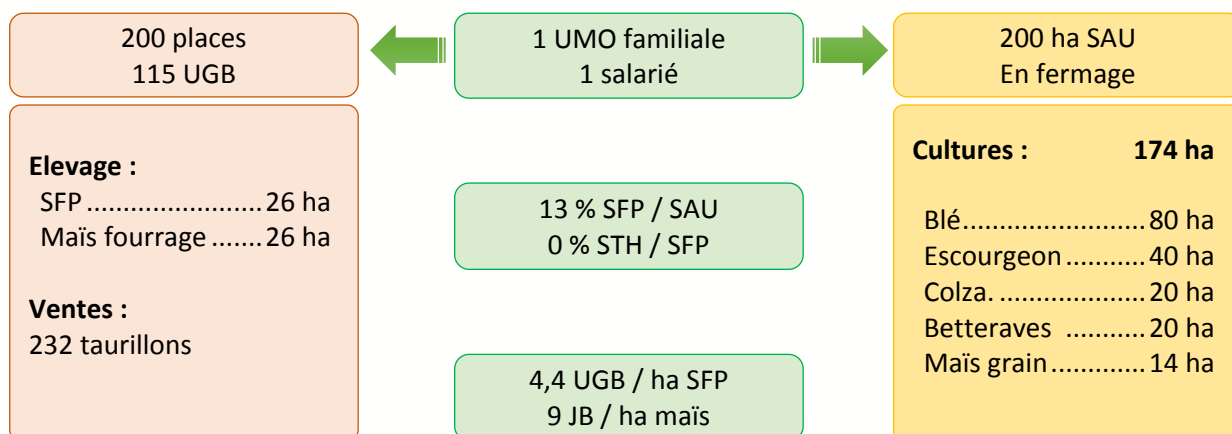 200 places
115 UGB
1 UMO familiale
1 salarié
200 ha SAU
En fermage
Elevage :
SFP ...................... 26 ha
Maïs fourrage ....... 26 ha
Ventes :
232 taurillons
13 % SFP / SAU
0 % STH / SFP
4,4 UGB / ha SFP
9 JB / ha maïs
Cultures : 174 ha
Blé....................... 80 ha
Escourgeon .......... 40 ha
Colza. .................. 20 ha
Betteraves .......... 20 ha
Maïs grain ............ 14 ha